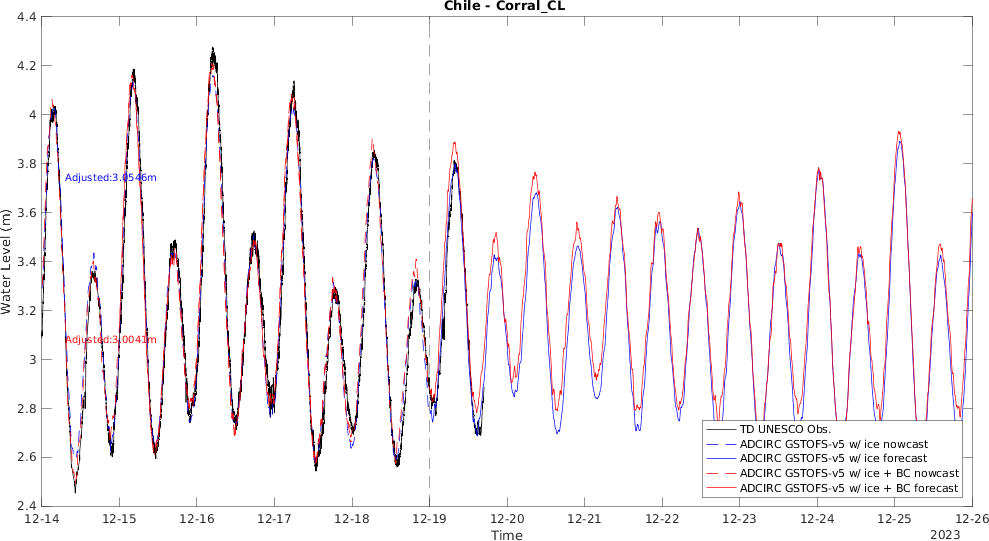 Chile - Corral_CL
4.4
4.2
4
3.8
3.6
3.4
3.2
3
2.8
2.6
2.4
Water Level (m)
Adjusted:3.0546m
Adjusted:3.0041m
TD UNESCO Obs.
ADCIRC GSTOFS-v5 w/ ice nowcast
ADCIRC GSTOFS-v5 w/ ice forecast
ADCIRC GSTOFS-v5 w/ ice + BC nowcast
ADCIRC GSTOFS-v5 w/ ice + BC forecast
12-14 12-15 12-16 12-17 12-18 12-19 12-20 12-21 12-22 12-23 12-24 12-25 12-26
Time
2023